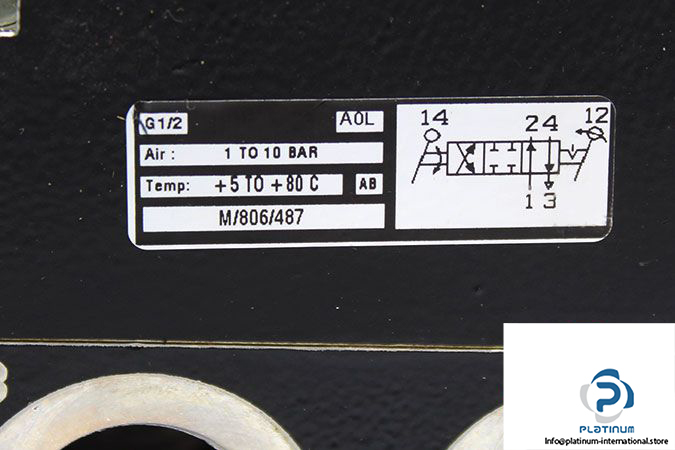 G1/2 A0L
Air : 1 TO 10 BAR
Temp: +5 TO +80 C AB
M/806/487
14 24 12
1 3
PLATINUM
Info@platinum-international.store